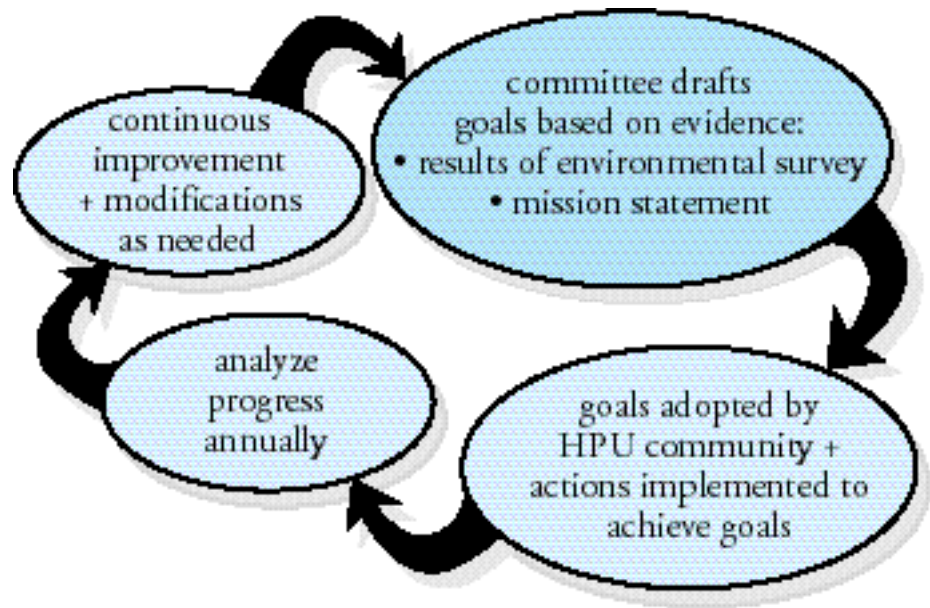 committee drafts
goals based on evidence:
• results of environmental survey
• mission statement
goals adopted by
HPU community +
actions implemented to
achieve goals
analyze
progress
annually
continuous
improvement
+ modifications
as needed